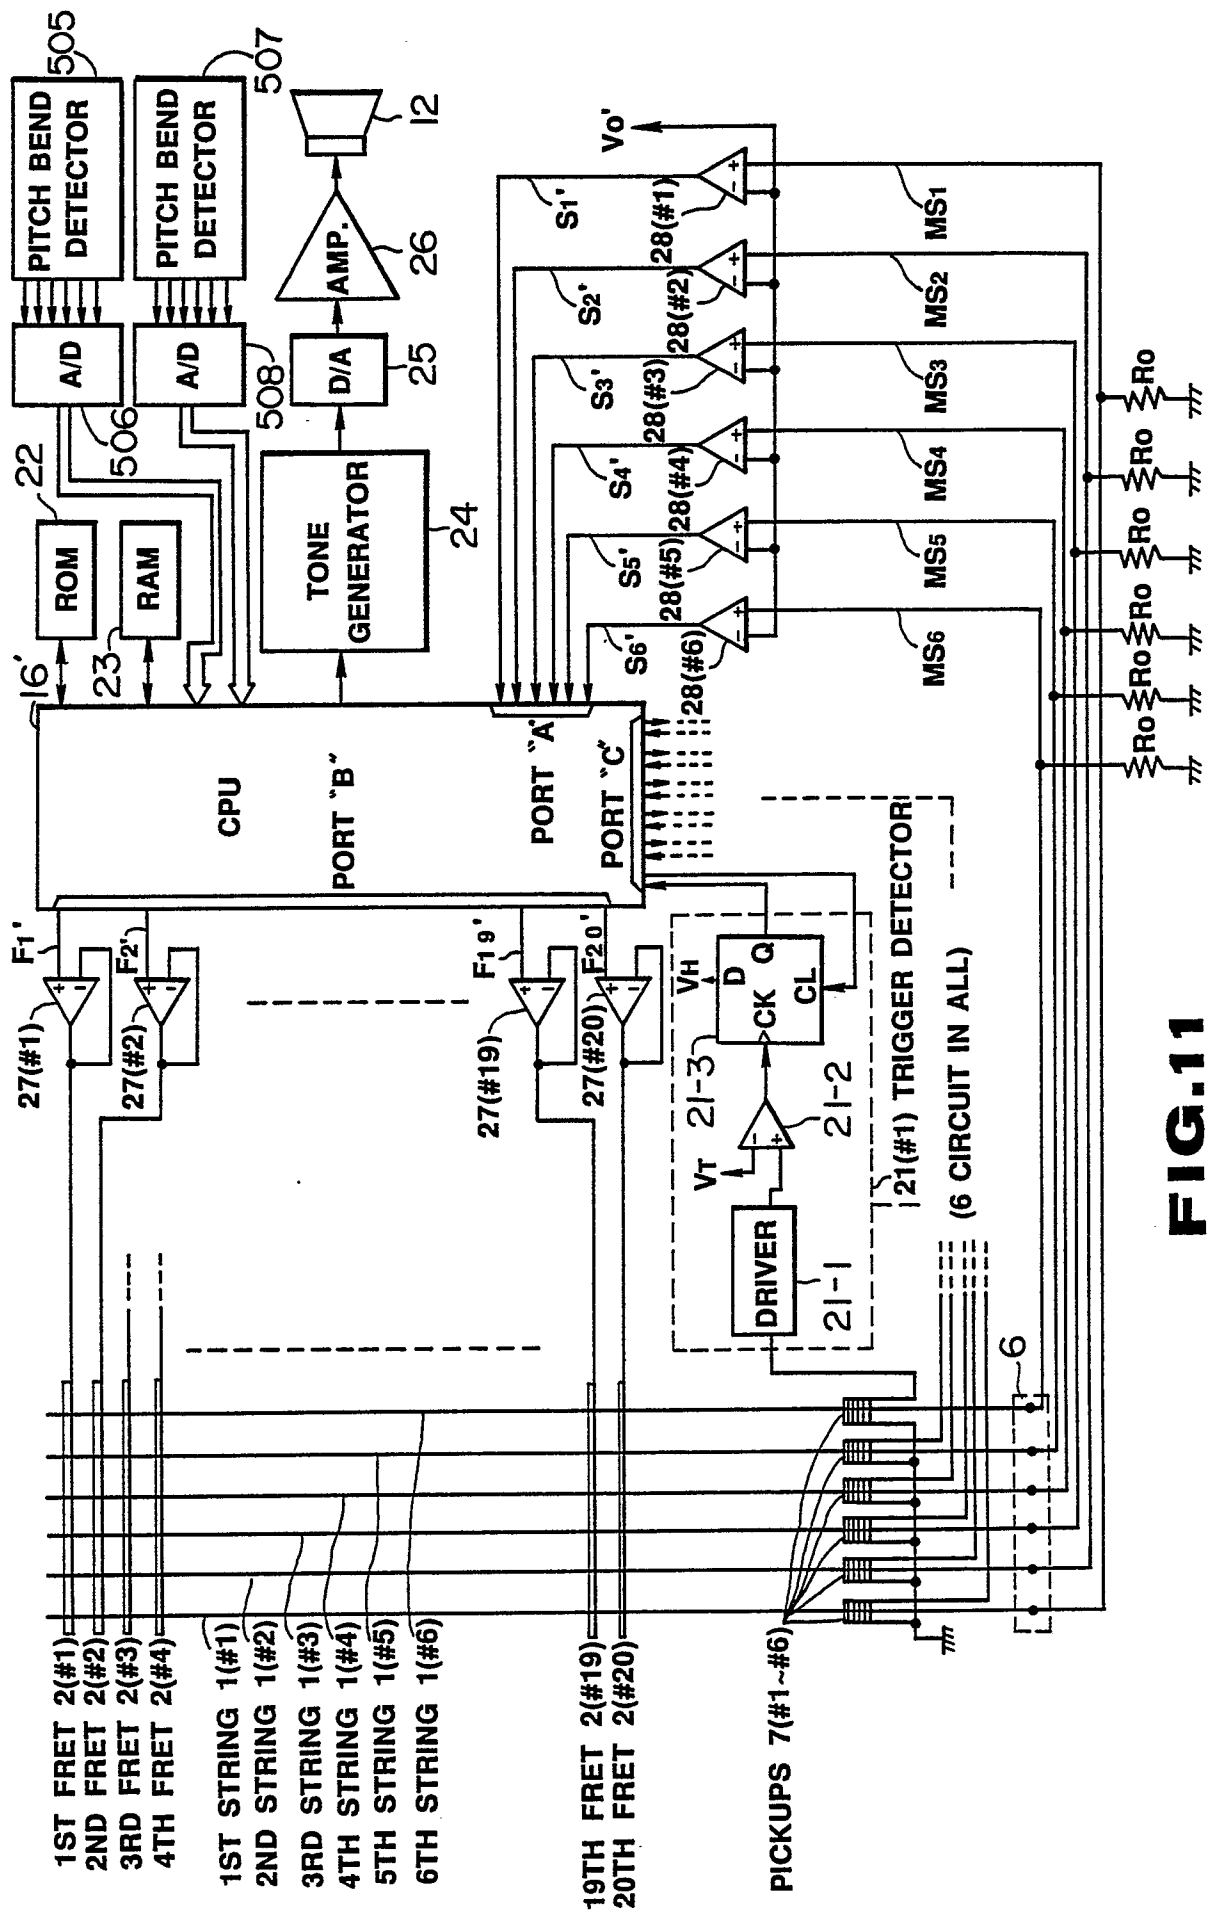 1ST FRET 2(#1)
2ND FRET 2(#2)
3RD FRET 2(#3)
4TH FRET 2(#4)
1ST STRING 1(#1)
2ND STRING 1(#2)
3RD STRING 1(#3)
4TH STRING 1(#4)
5TH STRING 1(#5)
6TH STRING 1(#6)
19TH FRET 2(#19)
20TH FRET 2(#20)
PICKUPS 7(#1~#6)
27(#1)
F1'
27(#2)
F2'
27(#19)
F19'
27(#20)
F20'
16'
CPU
PORT "B"
PORT "A"
PORT "C"
22
ROM
23
RAM
505
PITCH BEND
DETECTOR
A/D
506
507
PITCH BEND
DETECTOR
A/D
508
TONE
GENERATOR
24
D/A
25
AMP.
26
12
S1'
S2'
S3'
S4'
S5'
S6'
28(#1)
28(#2)
28(#3)
28(#4)
28(#5)
28(#6)
+
-
Vo'
MS1
MS2
MS3
MS4
MS5
MS6
Ro
Ro
Ro
Ro
Ro
Ro
DRIVER
21-1
VT
21-2
21-3
VH
D
CK
Q
CL
21(#1) TRIGGER DETECTOR
(6 CIRCUIT IN ALL)
6
FIG.11